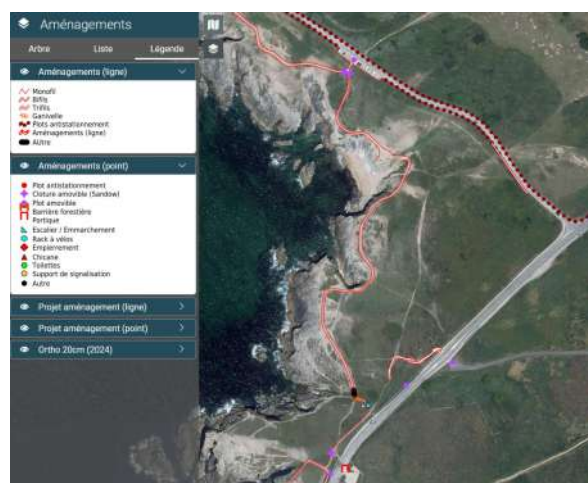 Aménagements
Arbre Liste Légende
Aménagements (ligne)
Monofil
Bifils
Trifils
Ganivelle
Plots antistationnement
Aménagements (ligne)
Autre
Aménagements (point)
Plot antistationnement
Cloture amovible (Sandow)
Plot amovible
Barrière forestière
Portique
Escalier / Emmarchement
Rack à vélos
Empierrement
Chicane
Toilettes
Support de signalisation
Autre
Projet aménagement (ligne)
Projet aménagement (point)
Ortho 20cm (2024)